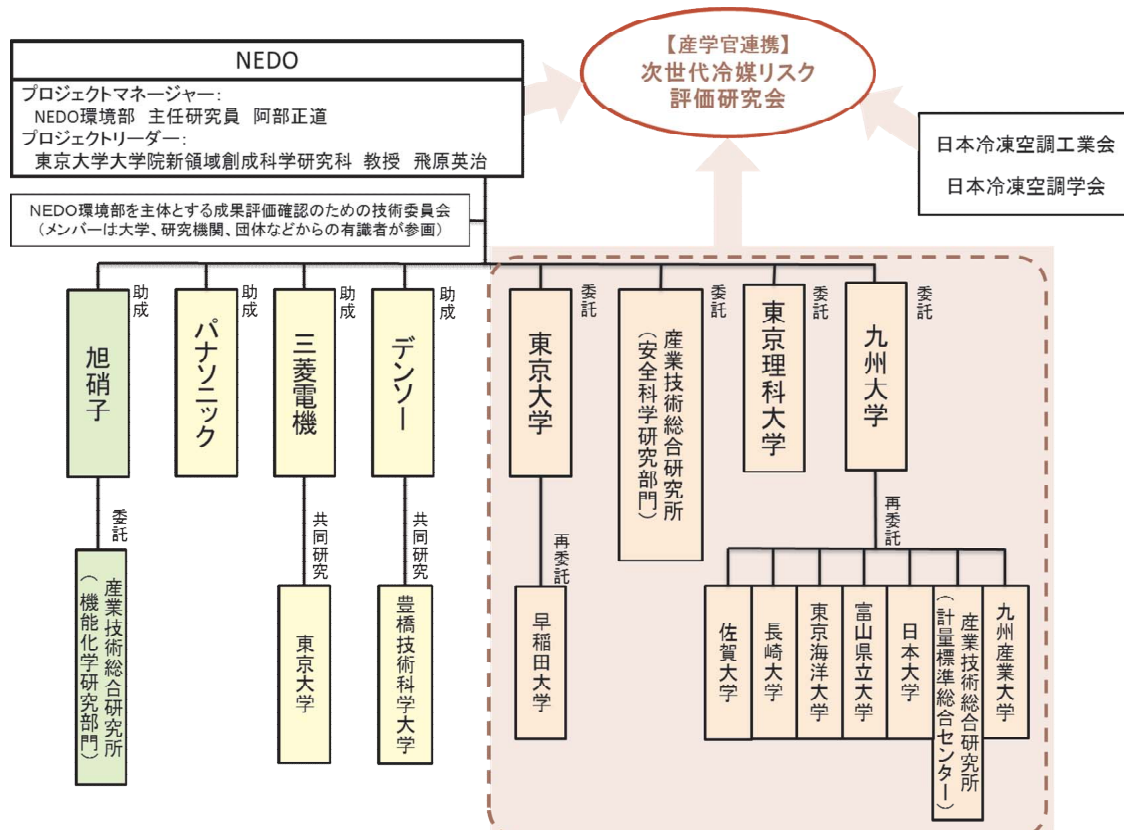 NEDO
プロジェクトマネージャー:
NEDO環境部 主任研究員 阿部正道
プロジェクトリーダー:
東京大学大学院新領域創成科学研究科 教授 飛原英治
【産学官連携】
次世代冷媒リスク
評価研究会
日本冷凍空調工業会
日本冷凍空調学会
NEDO環境部を主体とする成果評価確認のための技術委員会
(メンバーは大学、研究機関、団体などからの有識者が参画)
旭硝子
助成
パナソニック
助成
三菱電機
助成
デンソー
助成
東京大学
委託
産業技術総合研究所
(安全科学研究部門)
委託
東京理科大学
委託
九州大学
委託
委託
共同研究
共同研究
再委託
再委託
産業技術総合研究所
(機能化学研究部門)
東京大学
豊橋技術科学大学
早稲田大学
佐賀大学
長崎大学
東京海洋大学
富山県立大学
日本大学
産業技術総合研究所
(計量標準総合センター)
九州産業大学